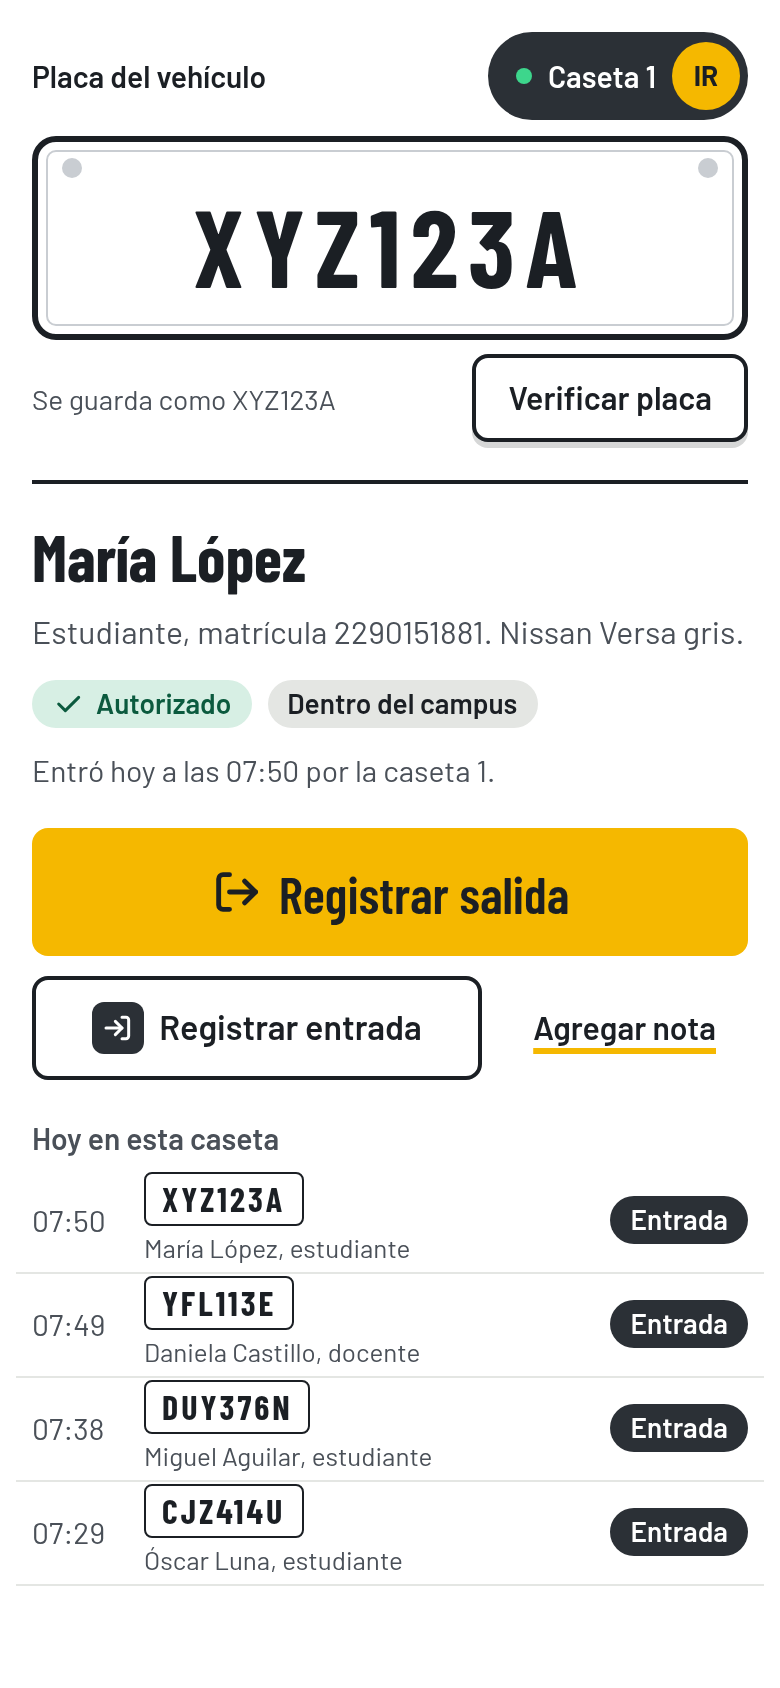 Placa del vehículo
Caseta 1
IR
XYZ123A
Se guarda como XYZ123A
Verificar placa
María López
Estudiante, matrícula 2290151881. Nissan Versa gris.
Autorizado
Dentro del campus
Entró hoy a las 07:50 por la caseta 1.
Registrar salida
Registrar entrada
Agregar nota
Hoy en esta caseta
07:50
XYZ123A
María López, estudiante
Entrada
07:49
YFL113E
Daniela Castillo, docente
Entrada
07:38
DUY376N
Miguel Aguilar, estudiante
Entrada
07:29
CJZ414U
Óscar Luna, estudiante
Entrada